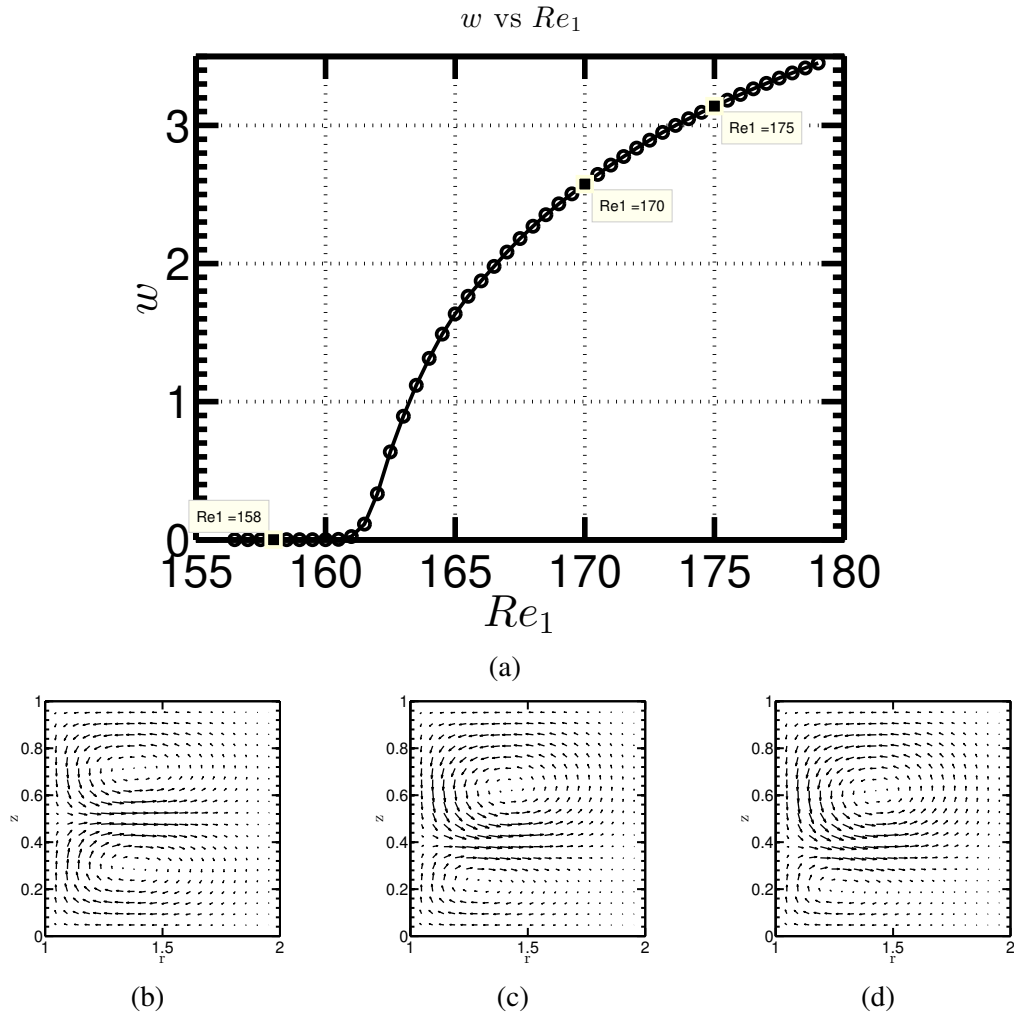 w vs Re1
3
2
1
0
w
Re1 =175
Re1 =170
Re1 =158
155 160 165 170 175 180
Re1
(a)
1 1 1
0.8 0.8 0.8
0.6 0.6 0.6
z z z
0.4 0.4 0.4
0.2 0.2 0.2
0 0 0
1 1.5 2 1 1.5 2 1 1.5 2
r r r
(b) (c) (d)